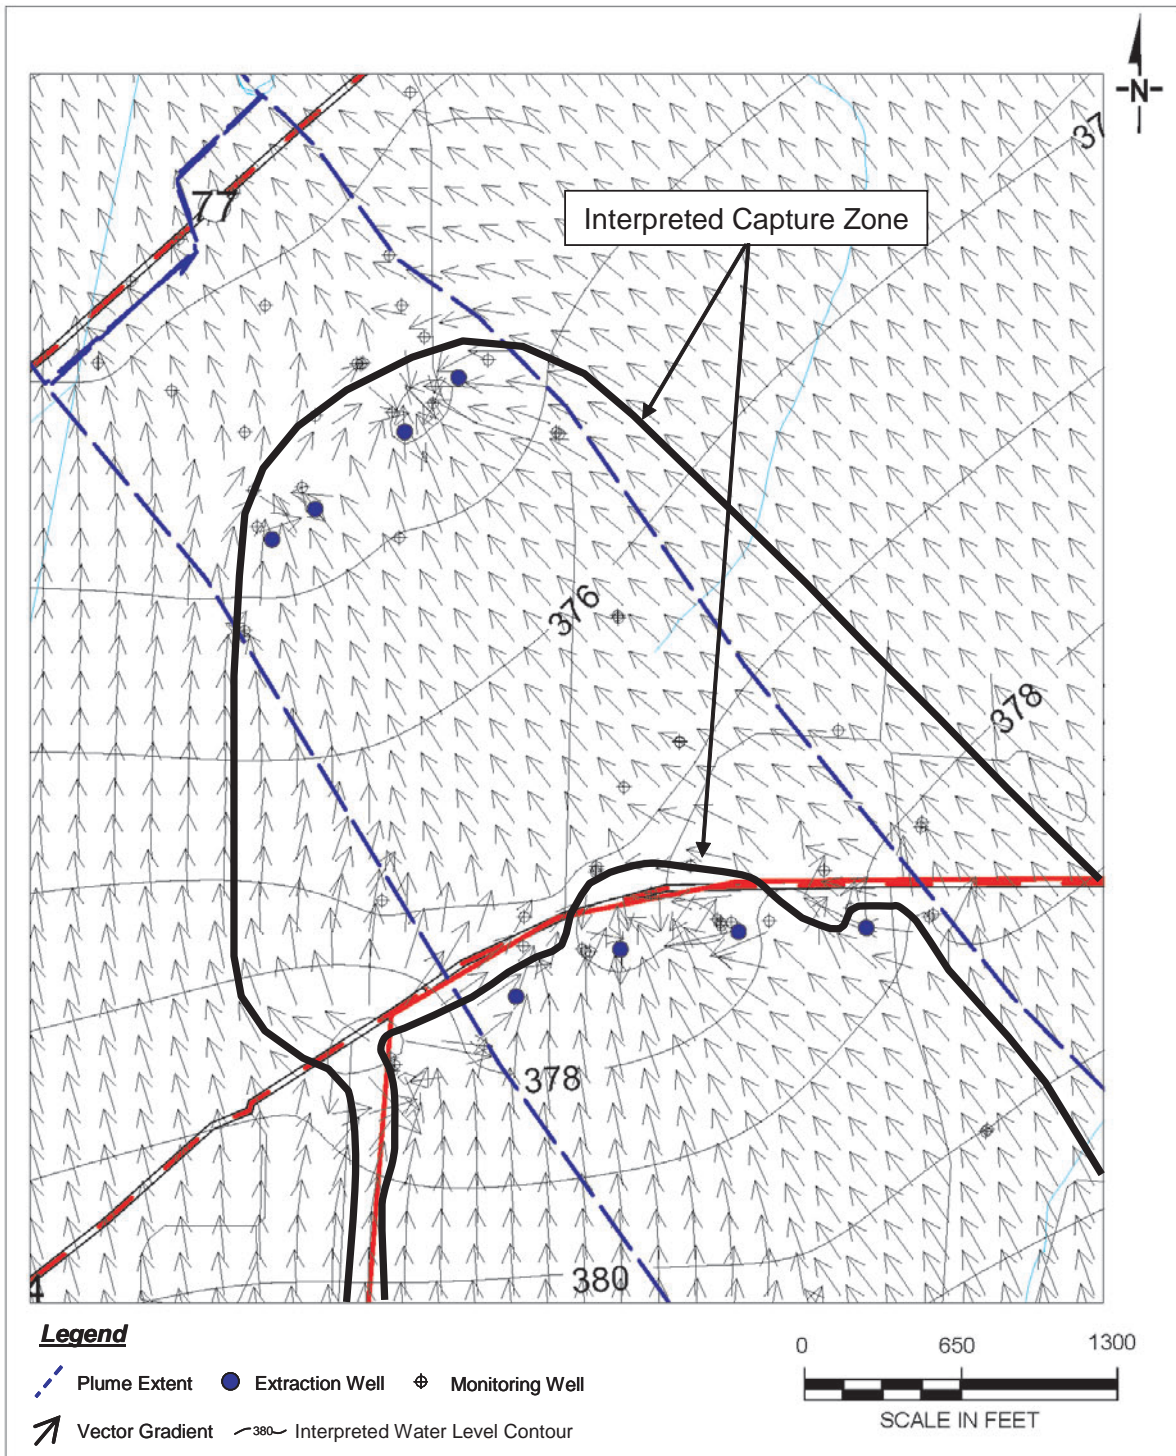 N
37
77
Interpreted Capture Zone
376
378
378
380
4
Legend
Plume Extent
Extraction Well
Monitoring Well
Vector Gradient
380
Interpreted Water Level Contour
0 650 1300
SCALE IN FEET